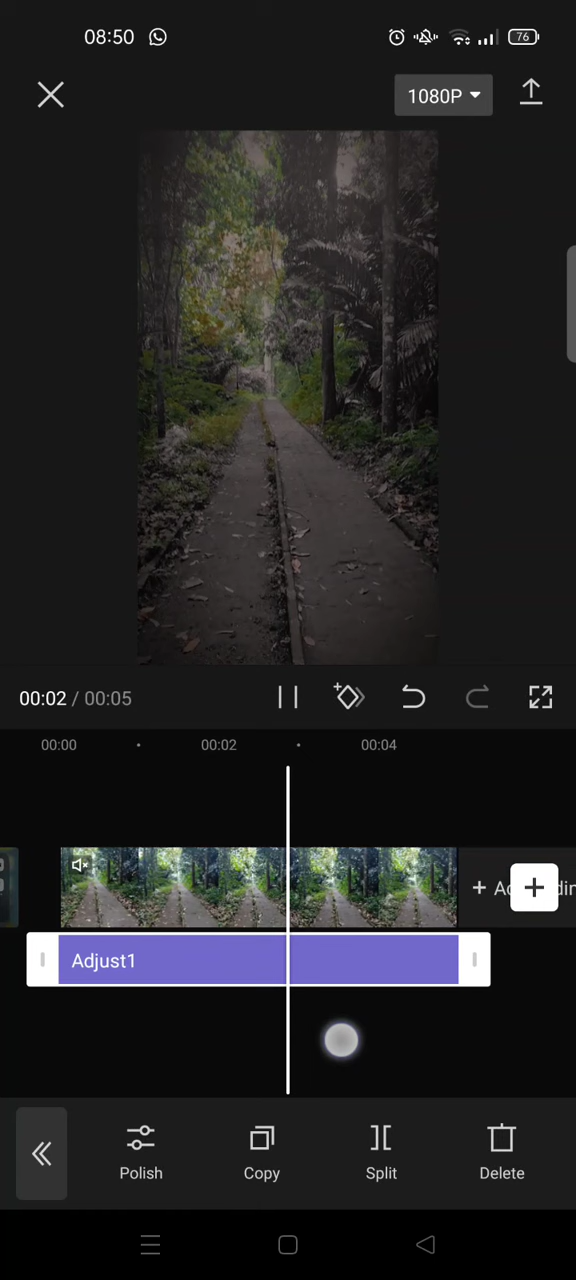 08:50
76
1080P
00:02 / 00:05
00:00
00:02
00:04
+ A
Adjust1
Polish
Copy
Split
Delete